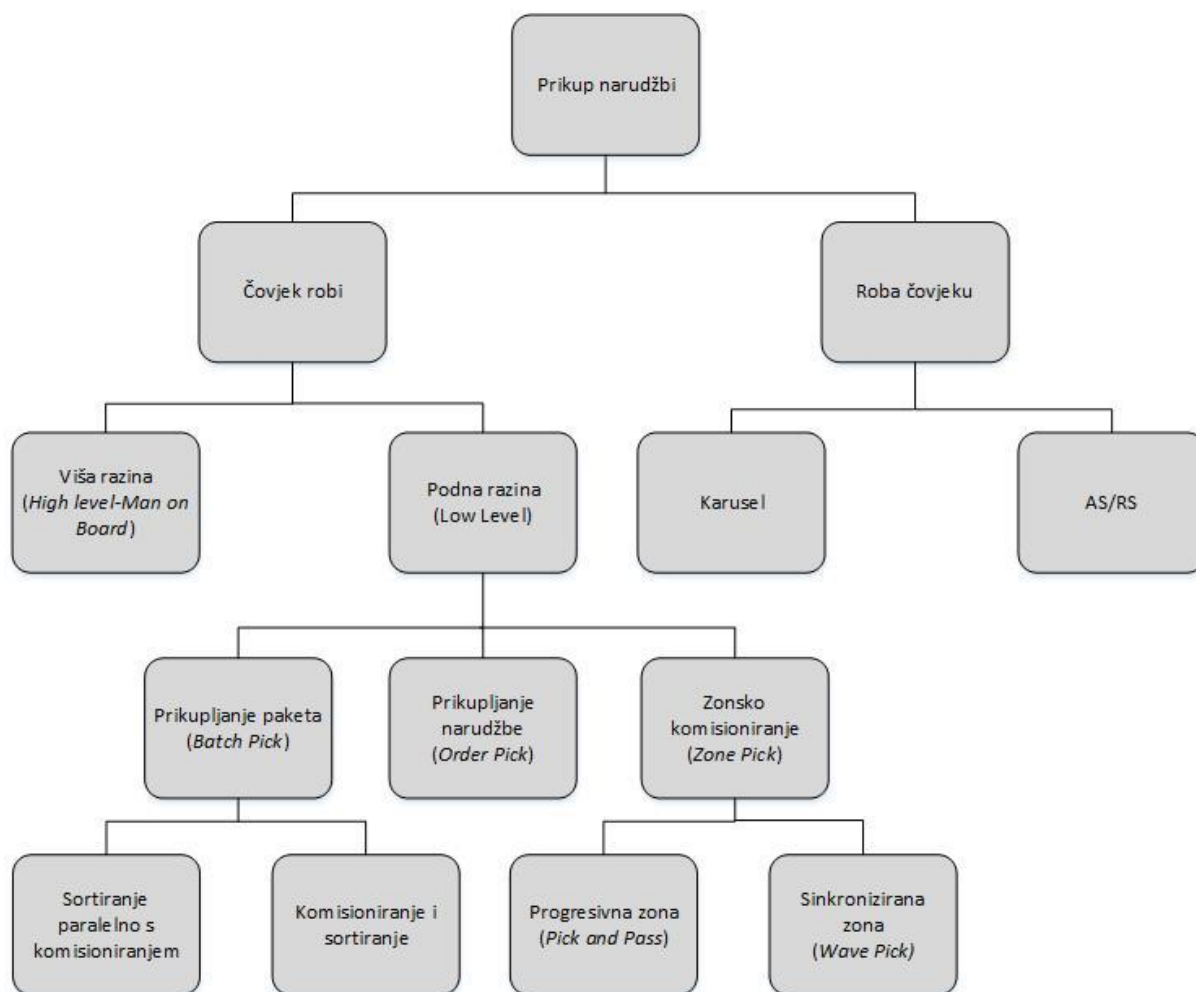 Prikup narudžbi
Čovjek robi
Roba čovjeku
Viša razina
(High level-Man on
Board)
Podna razina
(Low Level)
Karusel
AS/RS
Prikupljanje paketa
(Batch Pick)
Prikupljanje
narudžbe
(Order Pick)
Zonsko
komisioniranje
(Zone Pick)
Sortiranje
paralelno s
komisioniranjem
Komisioniranje i
sortiranje
Progresivna zona
(Pick and Pass)
Sinkronizirana
zona
(Wave Pick)